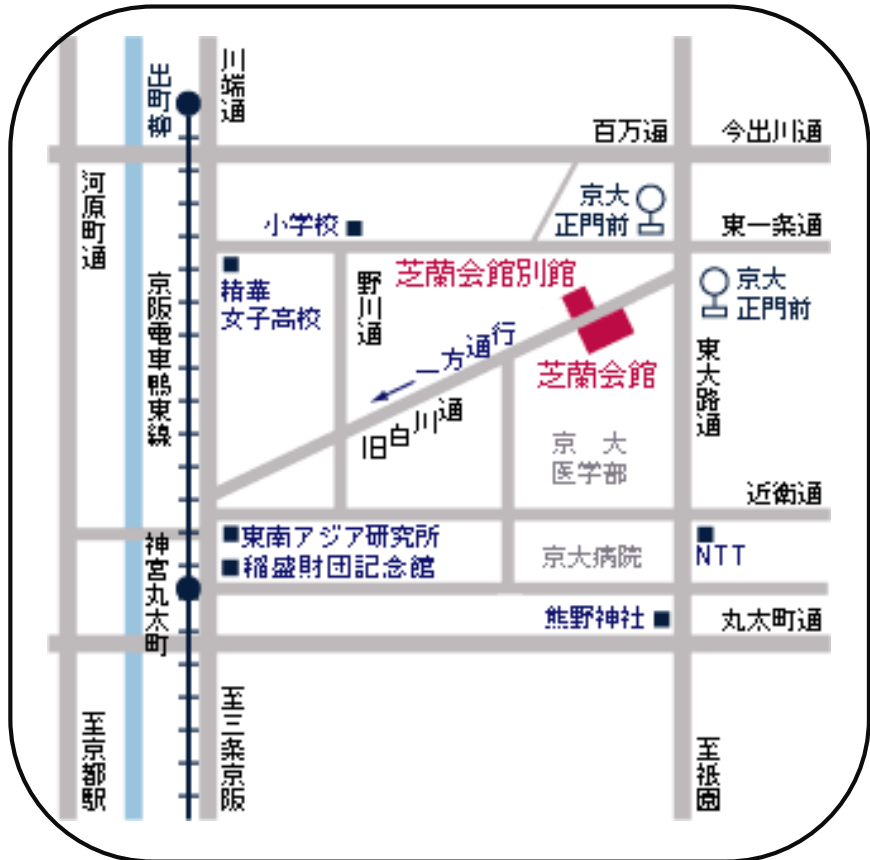 出町柳
川端通
百万遍
今出川通
河原町通
小学校
京大
正門前
東一条通
精華
女子高校
野川通
芝蘭会館別館
京大
正門前
京阪電車鴨東線
一方通行
芝蘭会館
東大路通
旧白川通
京 大
医学部
近衛通
東南アジア研究所
稲盛財団記念館
京大病院
NTT
神宮丸太町
熊野神社
丸太町通
至京都駅
至三条京阪
至祇園